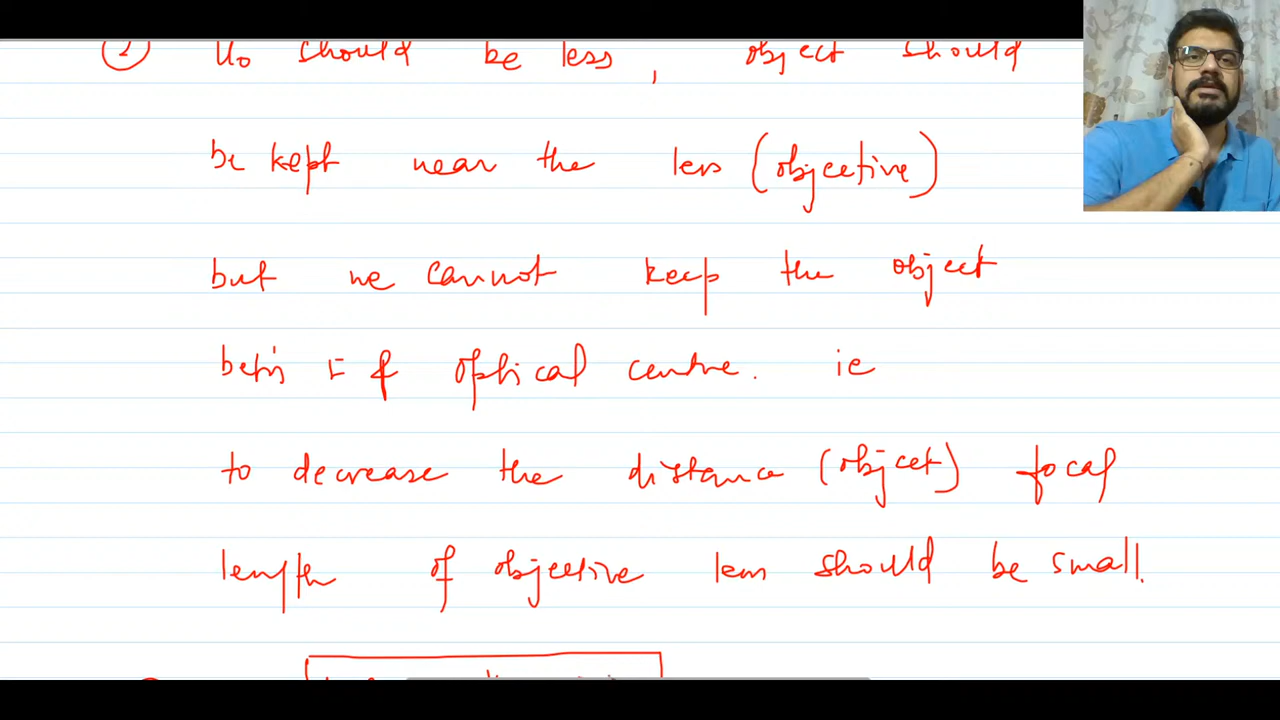 ② u₀ should be less, object should
be kept near the lens (objective)
but we cannot keep the object
betn F & optical centre. ie
to decrease the distance (object) focal
length of objective lens should be small.